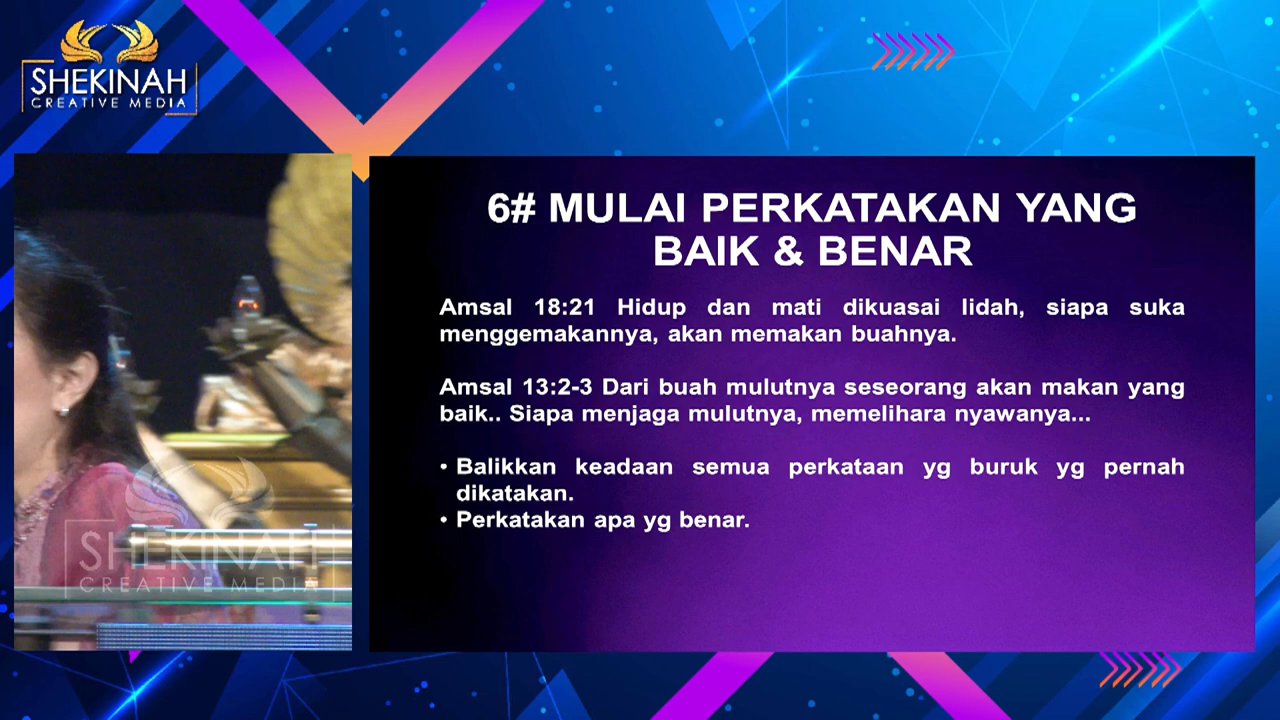 SHEKINAH
CREATIVE MEDIA
6# MULAI PERKATAKAN YANG
BAIK & BENAR
Amsal 18:21 Hidup dan mati dikuasai lidah, siapa suka
menggemakannya, akan memakan buahnya.
Amsal 13:2-3 Dari buah mulutnya seseorang akan makan yang
baik.. Siapa menjaga mulutnya, memelihara nyawanya...
• Balikkan keadaan semua perkataan yg buruk yg pernah
dikatakan.
• Perkatakan apa yg benar.
SHEKINAH
CREATIVE MEDIA